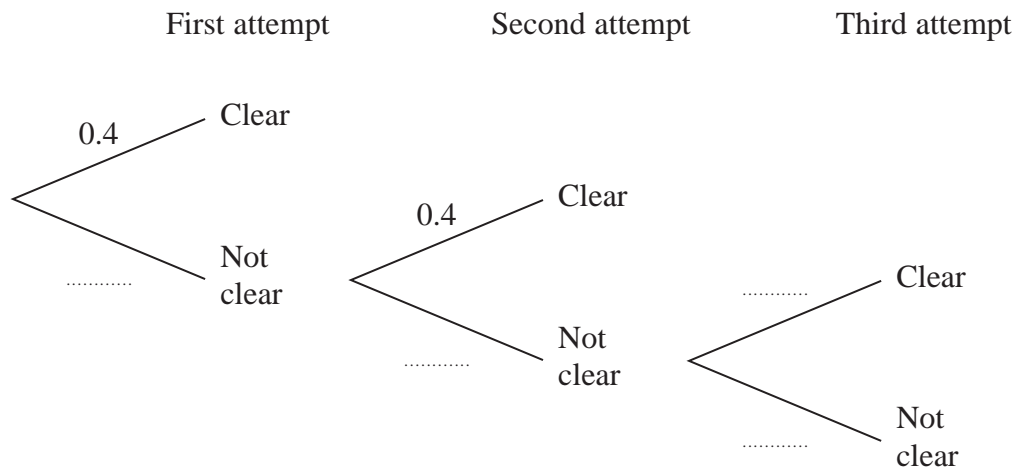 First attempt Second attempt Third attempt
Clear
0.4
Clear
0.4
Not
clear
............
Clear
............
Not
clear
............
Not
clear
............